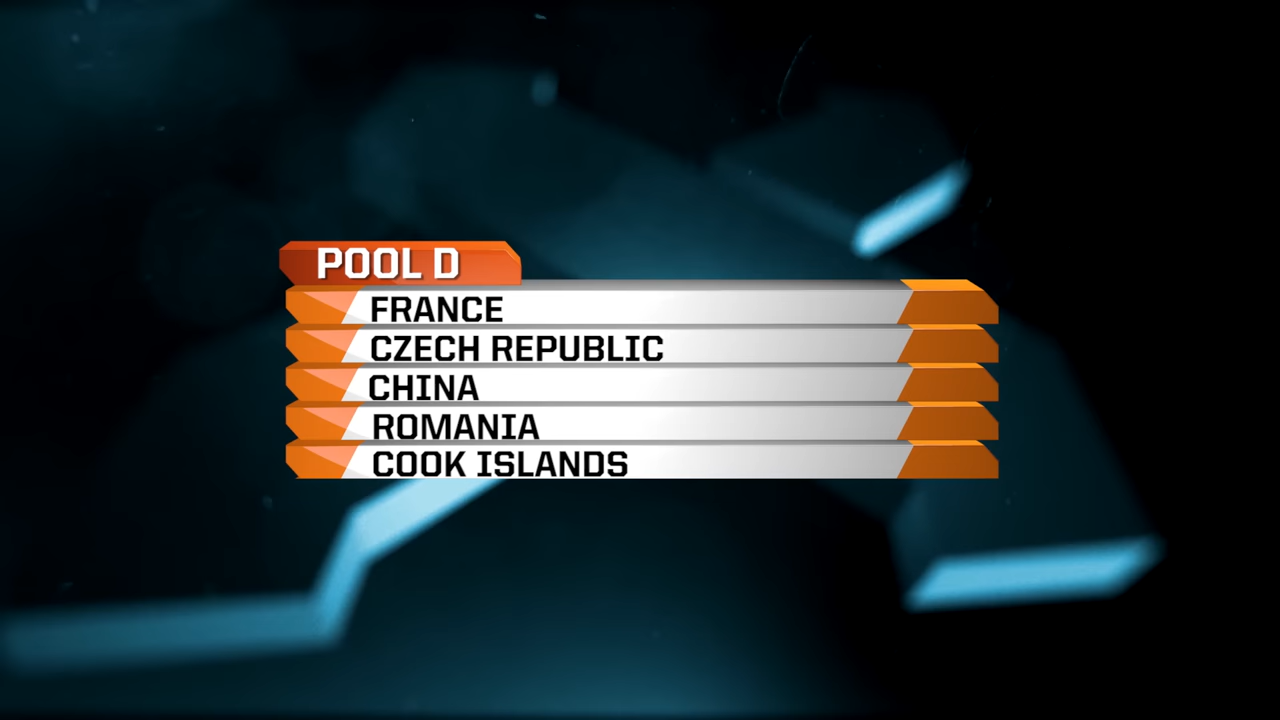 POOL D
FRANCE
CZECH REPUBLIC
CHINA
ROMANIA
COOK ISLANDS